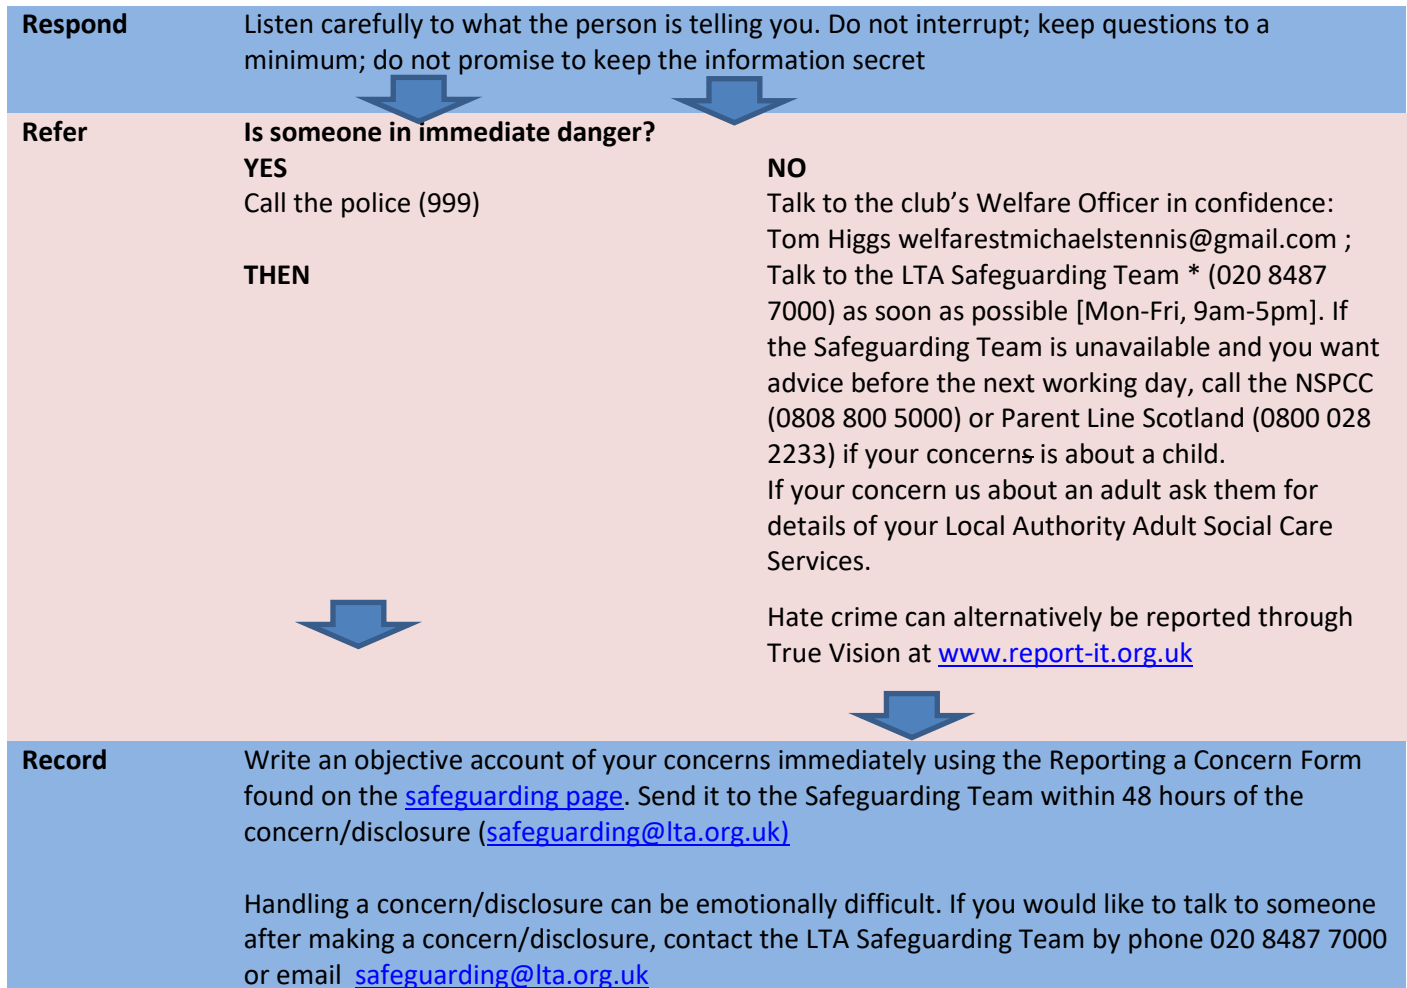 Respond
Listen carefully to what the person is telling you. Do not interrupt; keep questions to a
minimum; do not promise to keep the information secret
Refer
Is someone in immediate danger?
YES
Call the police (999)
THEN
NO
Talk to the club’s Welfare Officer in confidence:
Tom Higgs welfarestmichaelstennis@gmail.com ;
Talk to the LTA Safeguarding Team * (020 8487
7000) as soon as possible [Mon-Fri, 9am-5pm]. If
the Safeguarding Team is unavailable and you want
advice before the next working day, call the NSPCC
(0808 800 5000) or Parent Line Scotland (0800 028
2233) if your concerns is about a child.
If your concern us about an adult ask them for
details of your Local Authority Adult Social Care
Services.
Hate crime can alternatively be reported through
True Vision at www.report-it.org.uk
Record
Write an objective account of your concerns immediately using the Reporting a Concern Form
found on the safeguarding page. Send it to the Safeguarding Team within 48 hours of the
concern/disclosure (safeguarding@lta.org.uk)
Handling a concern/disclosure can be emotionally difficult. If you would like to talk to someone
after making a concern/disclosure, contact the LTA Safeguarding Team by phone 020 8487 7000
or email safeguarding@lta.org.uk